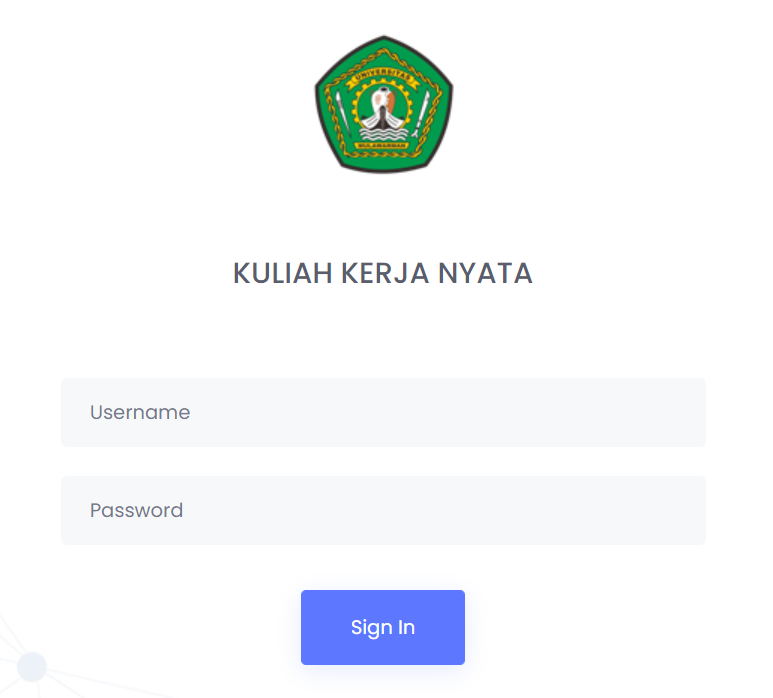 UNIVERSITAS
MULAWARMAN
KULIAH KERJA NYATA
Username
Password
Sign In